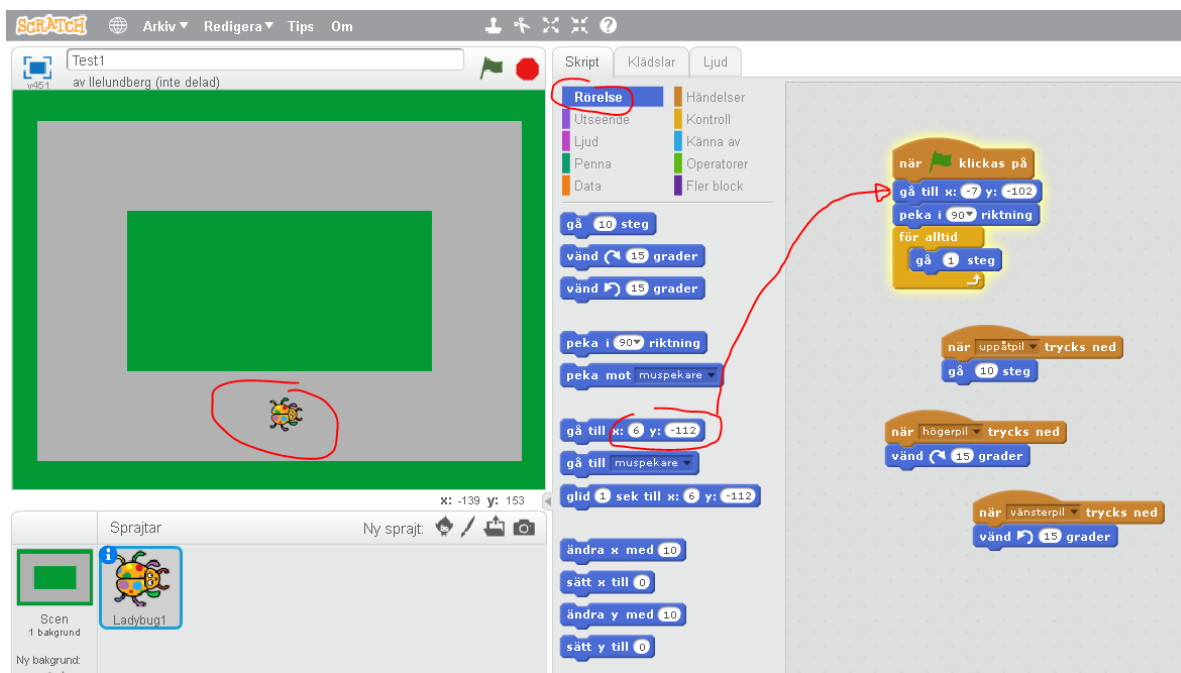 SCRATCH Arkiv Redigera Tips Om
Test1
av llelundberg (inte delad)
v451
x: -139 y: 153
Sprajtar Ny sprajt:
Scen
1 bakgrund
Ny bakgrund:
Ladybug1
Skript Klädslar Ljud
Rörelse Händelser
Utseende Kontroll
Ljud Känna av
Penna Operatorer
Data Fler block
gå 10 steg
vänd 15 grader
vänd 15 grader
peka i 90 riktning
peka mot muspekare
gå till x: 6 y: -112
gå till muspekare
glid 1 sek till x: 6 y: -112
ändra x med 10
sätt x till 0
ändra y med 10
sätt y till 0
när klickas på
gå till x: -7 y: -102
peka i 90 riktning
för alltid
gå 1 steg
när uppåtpil trycks ned
gå 10 steg
när högerpil trycks ned
vänd 15 grader
när vänsterpil trycks ned
vänd 15 grader